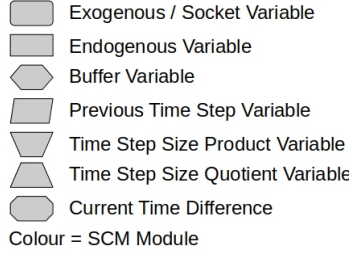 Exogenous / Socket Variable
Endogenous Variable
Buffer Variable
Previous Time Step Variable
Time Step Size Product Variable
Time Step Size Quotient Variable
Current Time Difference
Colour = SCM Module